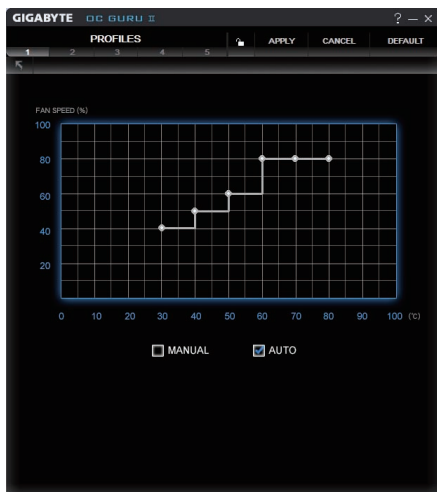 GIGABYTE OC GURU II ? – ×
PROFILES APPLY CANCEL DEFAULT
1 2 3 4 5
FAN SPEED (%)
100
80
60
40
20
0 10 20 30 40 50 60 70 80 90 100 (℃)
MANUAL AUTO